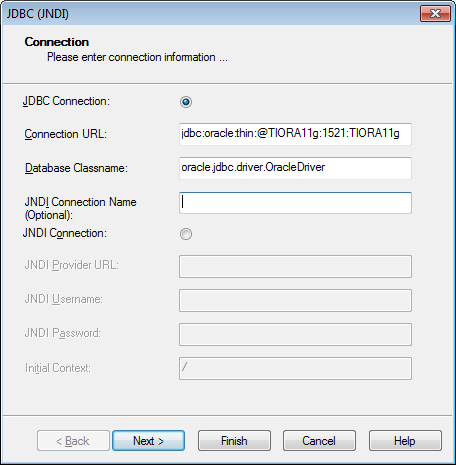 JDBC (JNDI)
Connection
Please enter connection information ...
JDBC Connection:
Connection URL: jdbc:oracle:thin:@TIORA11g:1521:TIORA11g
Database Classname: oracle.jdbc.driver.OracleDriver
JNDI Connection Name
(Optional):
JNDI Connection:
JNDI Provider URL:
JNDI Username:
JNDI Password:
Initial Context: /
< Back Next > Finish Cancel Help